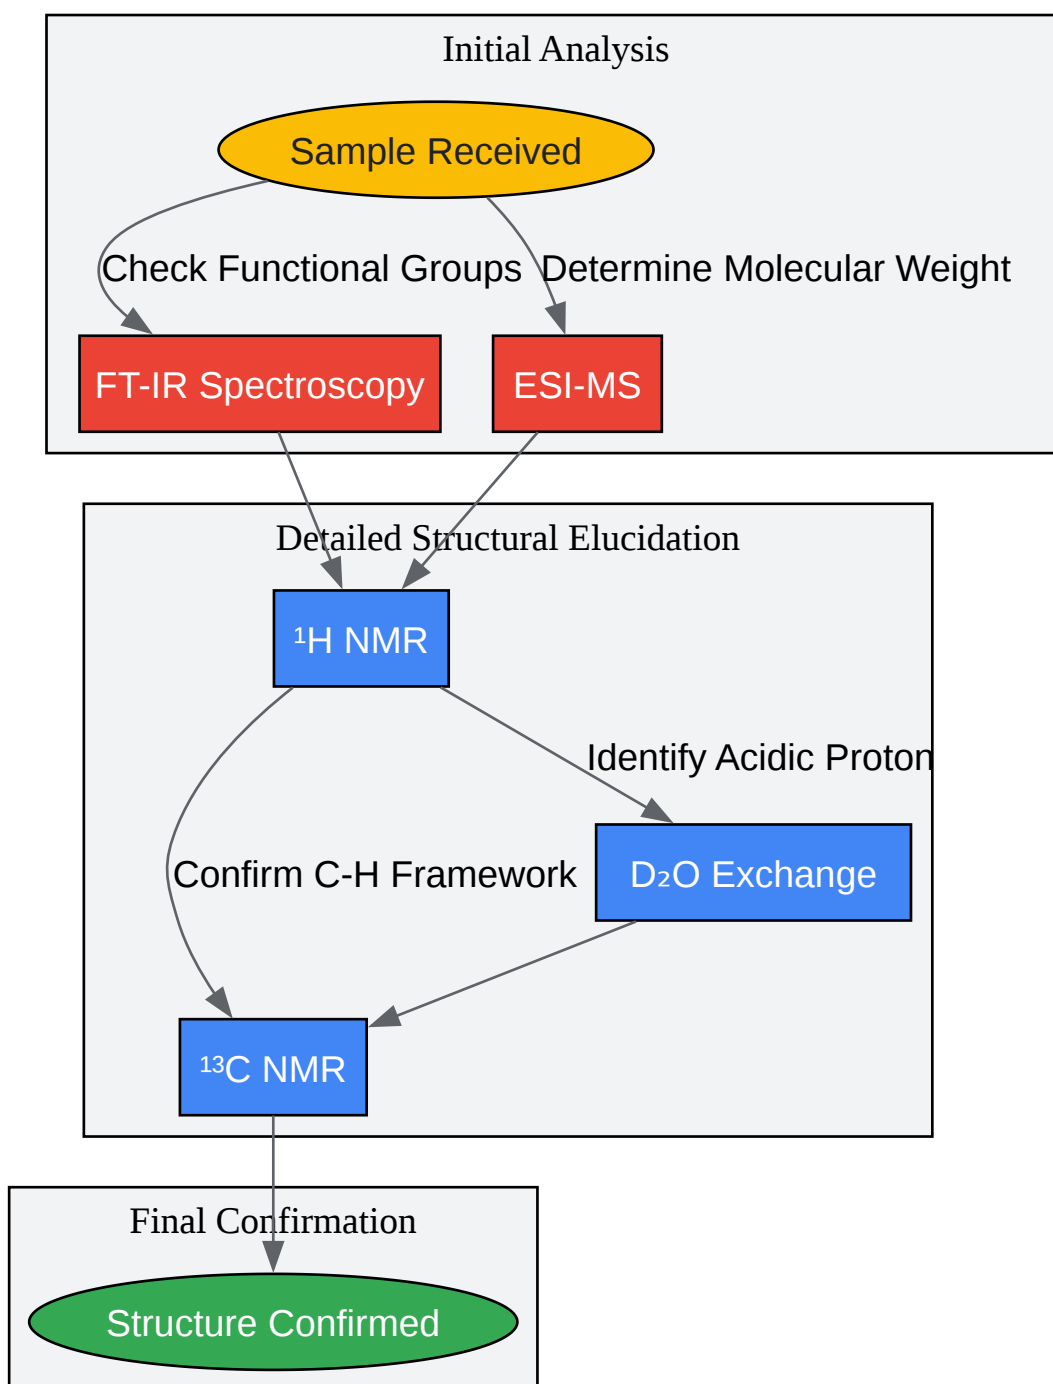 Initial Analysis
Sample Received
Check Functional Groups
Determine Molecular Weight
FT-IR Spectroscopy
ESI-MS
Detailed Structural Elucidation
¹H NMR
Identify Acidic Proton
Confirm C-H Framework
D₂O Exchange
¹³C NMR
Final Confirmation
Structure Confirmed